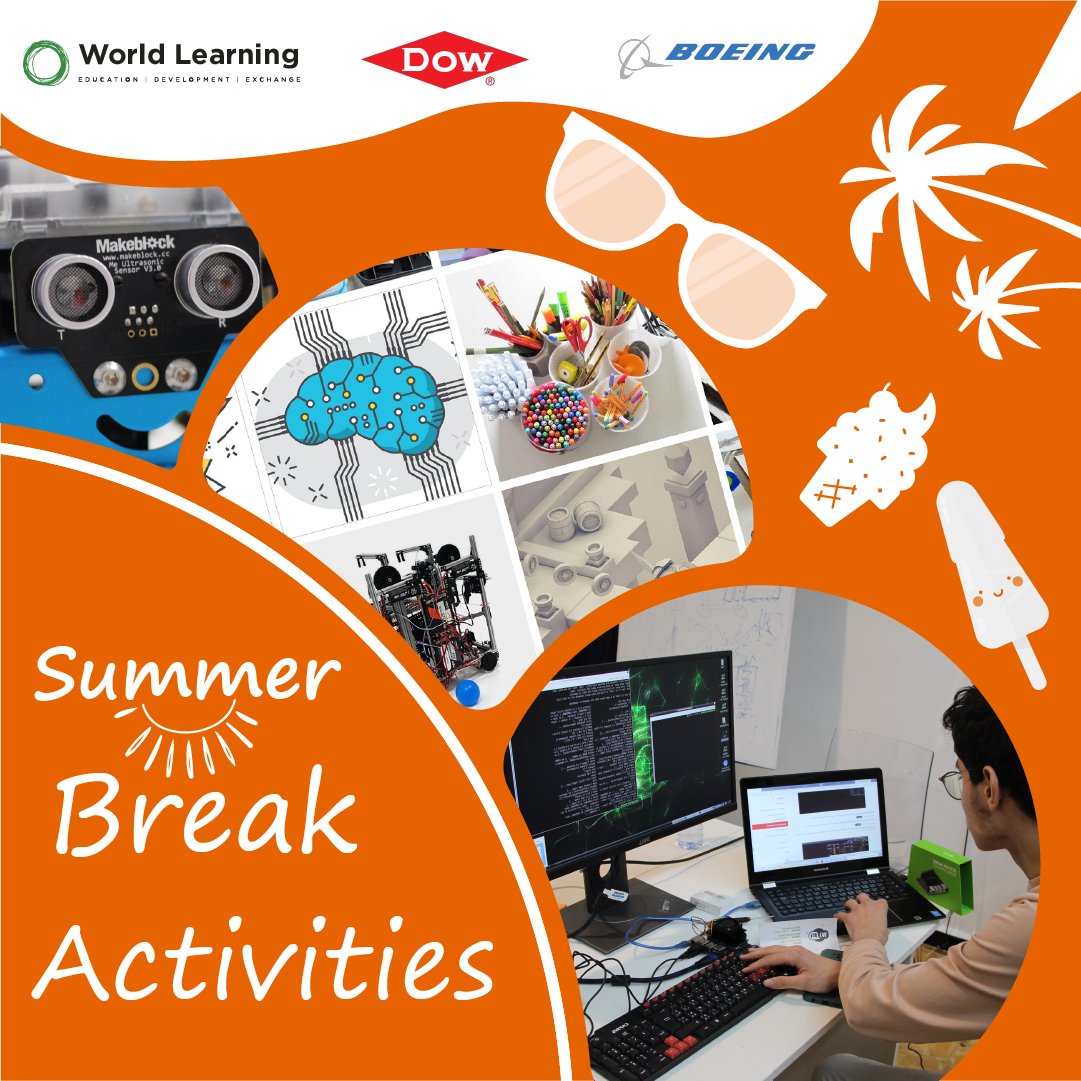 World Learning
EDUCATION | DEVELOPMENT | EXCHANGE
DOW
®
BOEING
Makeblock
www.makeblock.cc
Me Ultrasonic
Sensor V3.0
T
R
Summer
Break
Activities